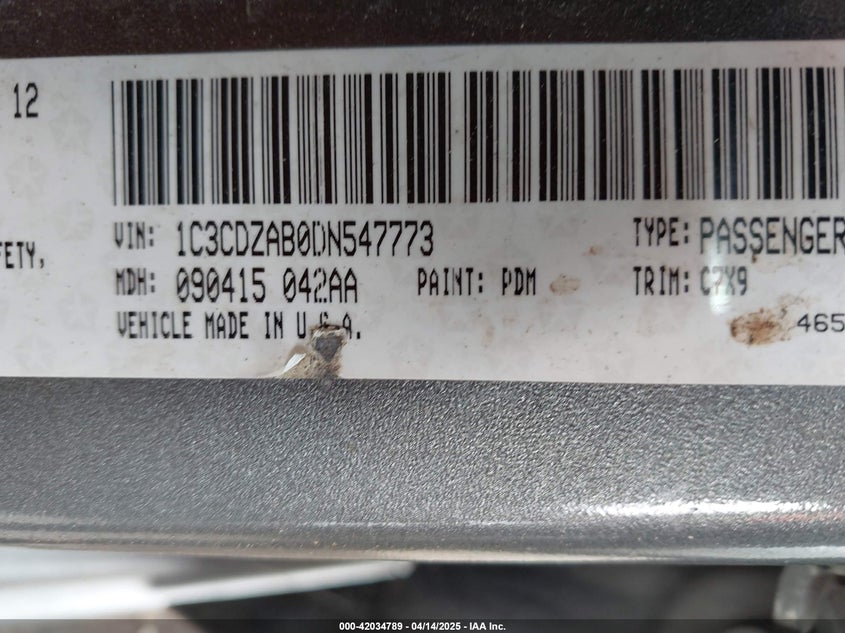 12
VIN: 1C3CDZAB0DN547773 TYPE: PASSENGER
FETY,
MDH: 090415 042AA PAINT: PDM TRIM: C7X9
VEHICLE MADE IN U.S.A. 465
000-42034789 - 04/14/2025 - IAA Inc.